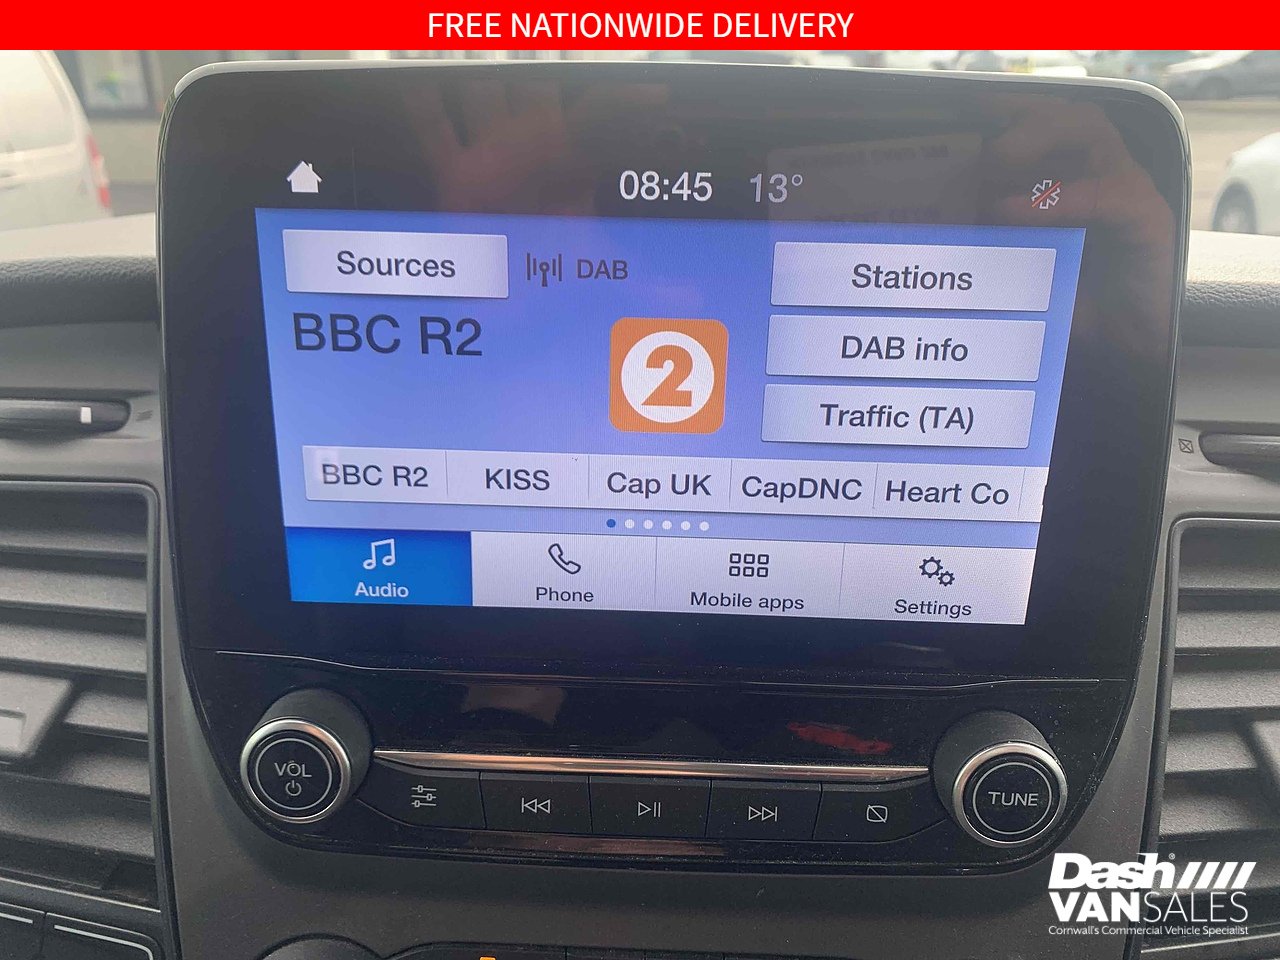 FREE NATIONWIDE DELIVERY
08:45 13°
Sources
DAB
Stations
BBC R2
2
DAB info
Traffic (TA)
BBC R2
KISS
Cap UK
CapDNC
Heart Co
Audio
Phone
Mobile apps
Settings
VOL
TUNE
Dash
VANSALES
Cornwall's Commercial Vehicle Specialist